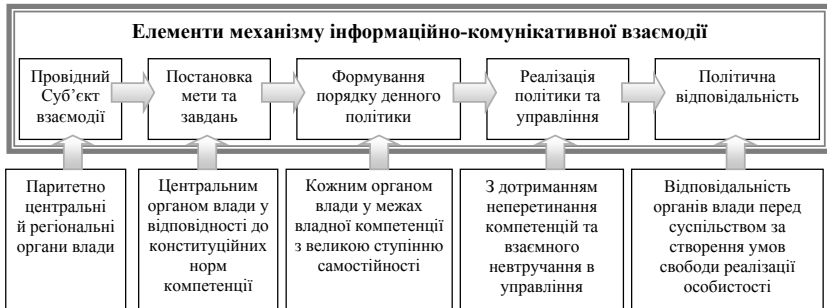 Елементи механізму інформаційно-комунікативної взаємодії
Провідний
Суб’єкт
взаємодії
Постановка
мети та
завдань
Формування
порядку денного
політики
Реалізація
політики та
управління
Політична
відповідальність
Паритетно
центральні
й регіональні
органи влади
Центральним
органом влади у
відповідності до
конституційних
норм
компетенції
Кожним органом
влади у межах
владної компетенції
з великою ступінню
самостійності
З дотриманням
неперетинання
компетенцій та
взаємного
невтручання в
управління
Відповідальність
органів влади перед
суспільством за
створення умов
свободи реалізації
особистості